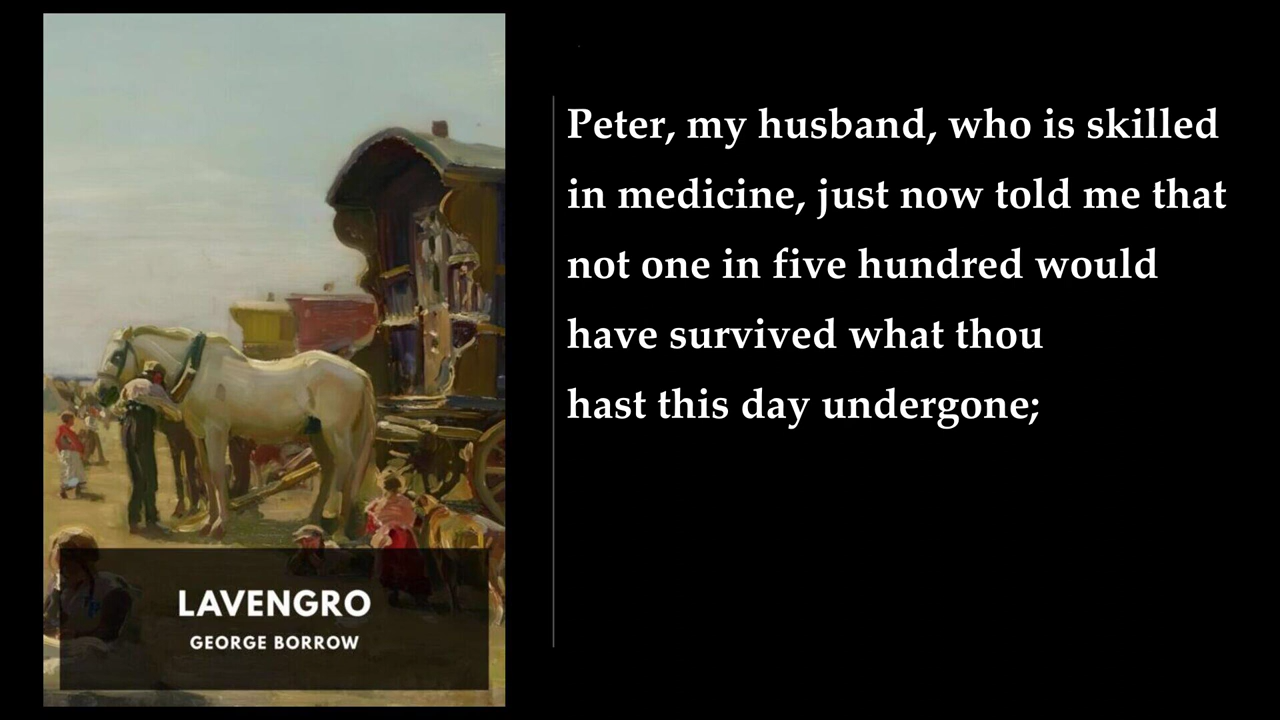 LAVENGRO
GEORGE BORROW
Peter, my husband, who is skilled
in medicine, just now told me that
not one in five hundred would
have survived what thou
hast this day undergone;